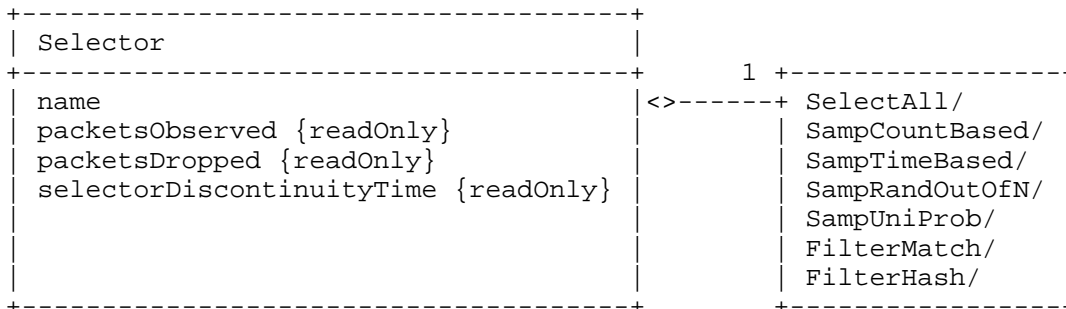 +--------------------------------------+
| Selector                             |
+--------------------------------------+      1 +------------------
| name                                 |<>------+ SelectAll/
| packetsObserved {readOnly}           |        | SampCountBased/
| packetsDropped {readOnly}            |        | SampTimeBased/
| selectorDiscontinuityTime {readOnly} |        | SampRandOutOfN/
|                                      |        | SampUniProb/
|                                      |        | FilterMatch/
|                                      |        | FilterHash/
+--------------------------------------+        +------------------